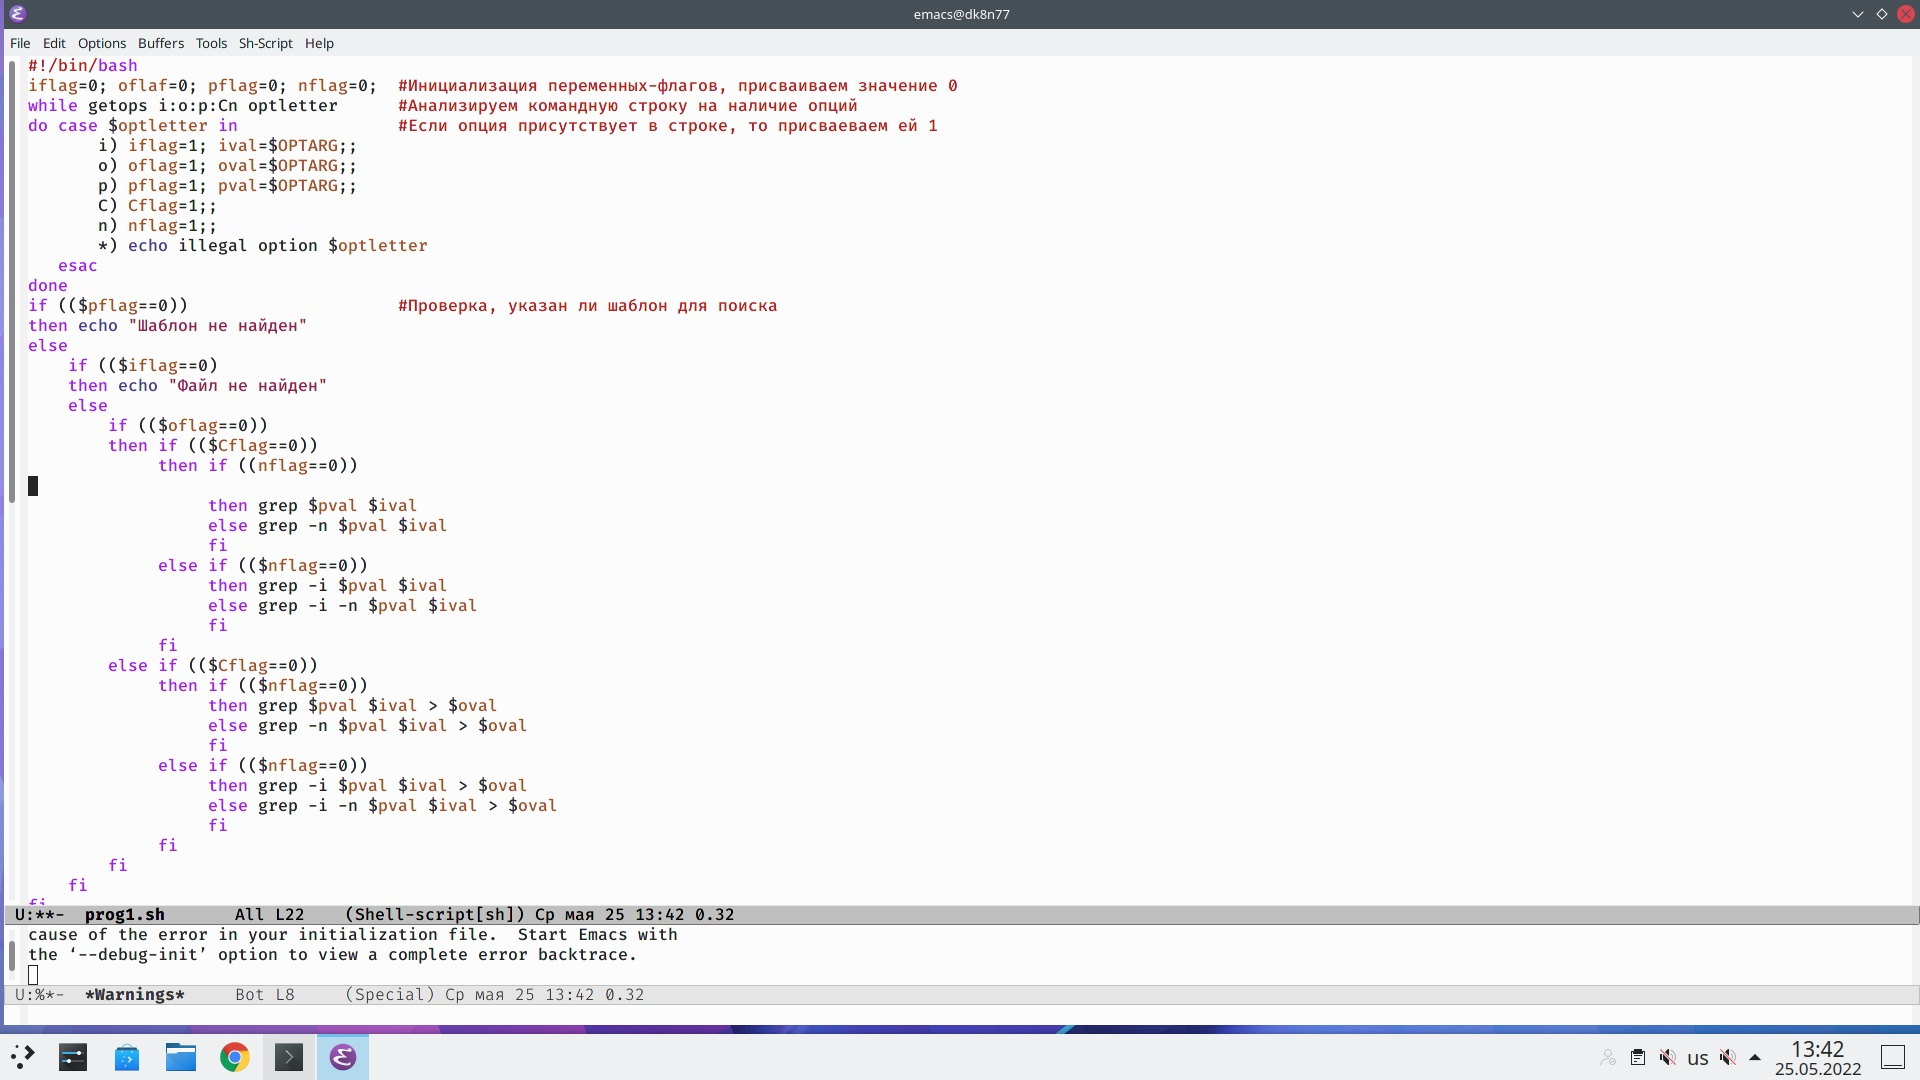 emacs@dk8n77
File Edit Options Buffers Tools Sh-Script Help
#!/bin/bash
iflag=0; oflaf=0; pflag=0; nflag=0;  #Инициализация переменных-флагов, присваиваем значение 0
while getops i:o:p:Cn optletter      #Анализируем командную строку на наличие опций
do case $optletter in                #Если опция присутствует в строке, то присваеваем ей 1
       i) iflag=1; ival=$OPTARG;;
       o) oflag=1; oval=$OPTARG;;
       p) pflag=1; pval=$OPTARG;;
       C) Cflag=1;;
       n) nflag=1;;
       *) echo illegal option $optletter
   esac
done
if (($pflag==0))                     #Проверка, указан ли шаблон для поиска
then echo "Шаблон не найден"
else
    if (($iflag==0)
    then echo "Файл не найден"
    else
        if (($oflag==0))
        then if (($Cflag==0))
             then if ((nflag==0))
                  then grep $pval $ival
                  else grep -n $pval $ival
                  fi
             else if (($nflag==0))
                  then grep -i $pval $ival
                  else grep -i -n $pval $ival
                  fi
             fi
        else if (($Cflag==0))
             then if (($nflag==0))
                  then grep $pval $ival > $oval
                  else grep -n $pval $ival > $oval
                  fi
             else if (($nflag==0))
                  then grep -i $pval $ival > $oval
                  else grep -i -n $pval $ival > $oval
                  fi
             fi
        fi
    fi
fi
U:**-  prog1.sh       All L22    (Shell-script[sh]) Ср мая 25 13:42 0.32
cause of the error in your initialization file.  Start Emacs with
the ‘--debug-init’ option to view a complete error backtrace.
U:%*-  *Warnings*     Bot L8     (Special) Ср мая 25 13:42 0.32
us
13:42
25.05.2022